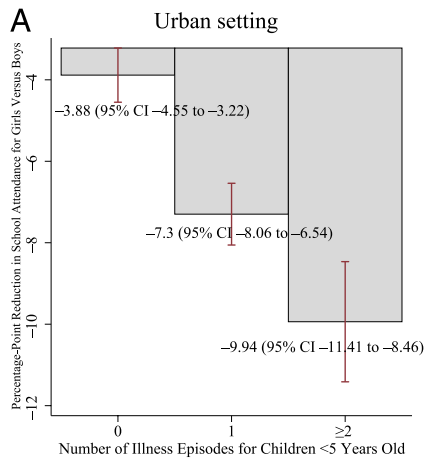 A
Urban setting
Percentage-Point Reduction in School Attendance for Girls Versus Boys
–4
–6
–8
–10
–12
–3.88 (95% CI –4.55 to –3.22)
–7.3 (95% CI –8.06 to –6.54)
–9.94 (95% CI –11.41 to –8.46)
0 1 ≥2
Number of Illness Episodes for Children <5 Years Old